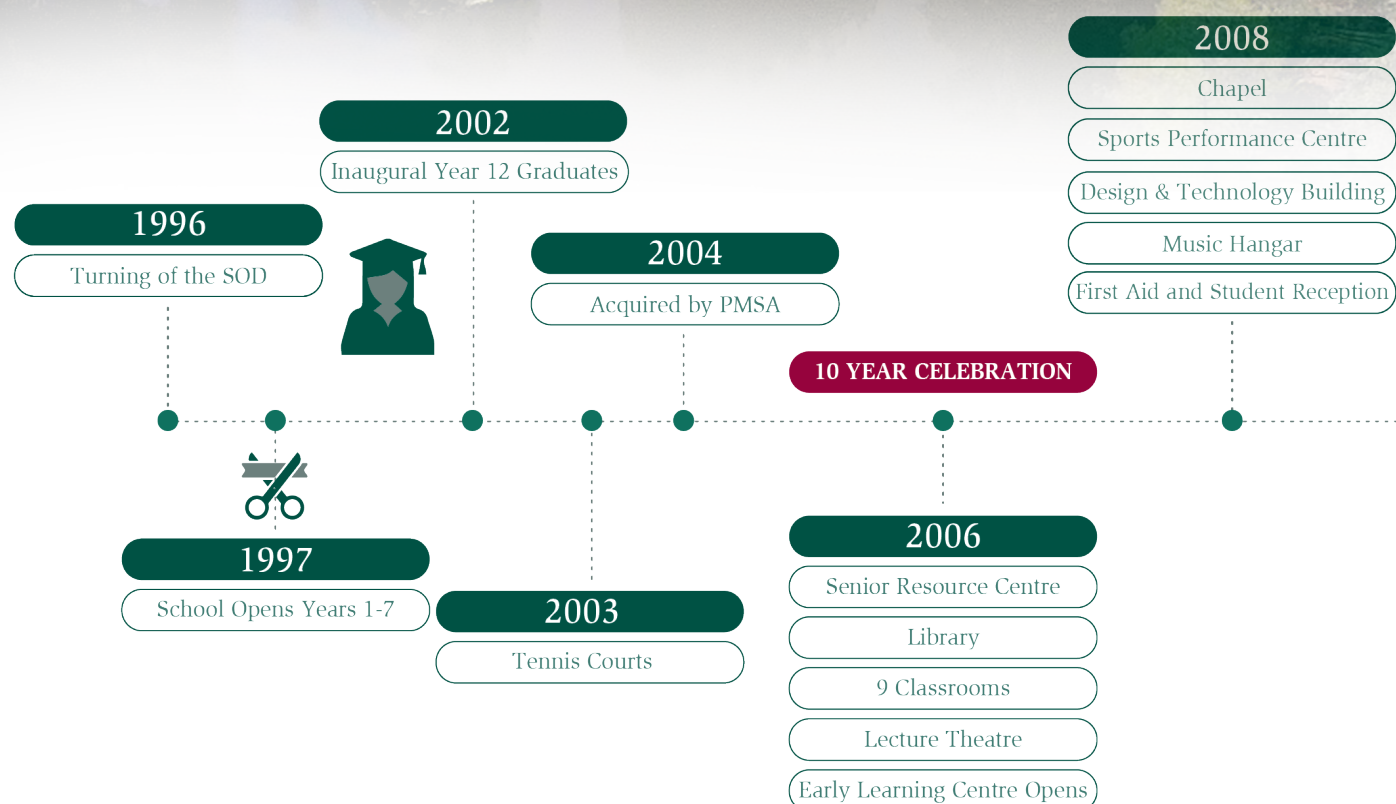 1996
Turning of the SOD
1997
School Opens Years 1-7
2002
Inaugural Year 12 Graduates
2003
Tennis Courts
2004
Acquired by PMSA
10 YEAR CELEBRATION
2006
Senior Resource Centre
Library
9 Classrooms
Lecture Theatre
Early Learning Centre Opens
2008
Chapel
Sports Performance Centre
Design & Technology Building
Music Hangar
First Aid and Student Reception